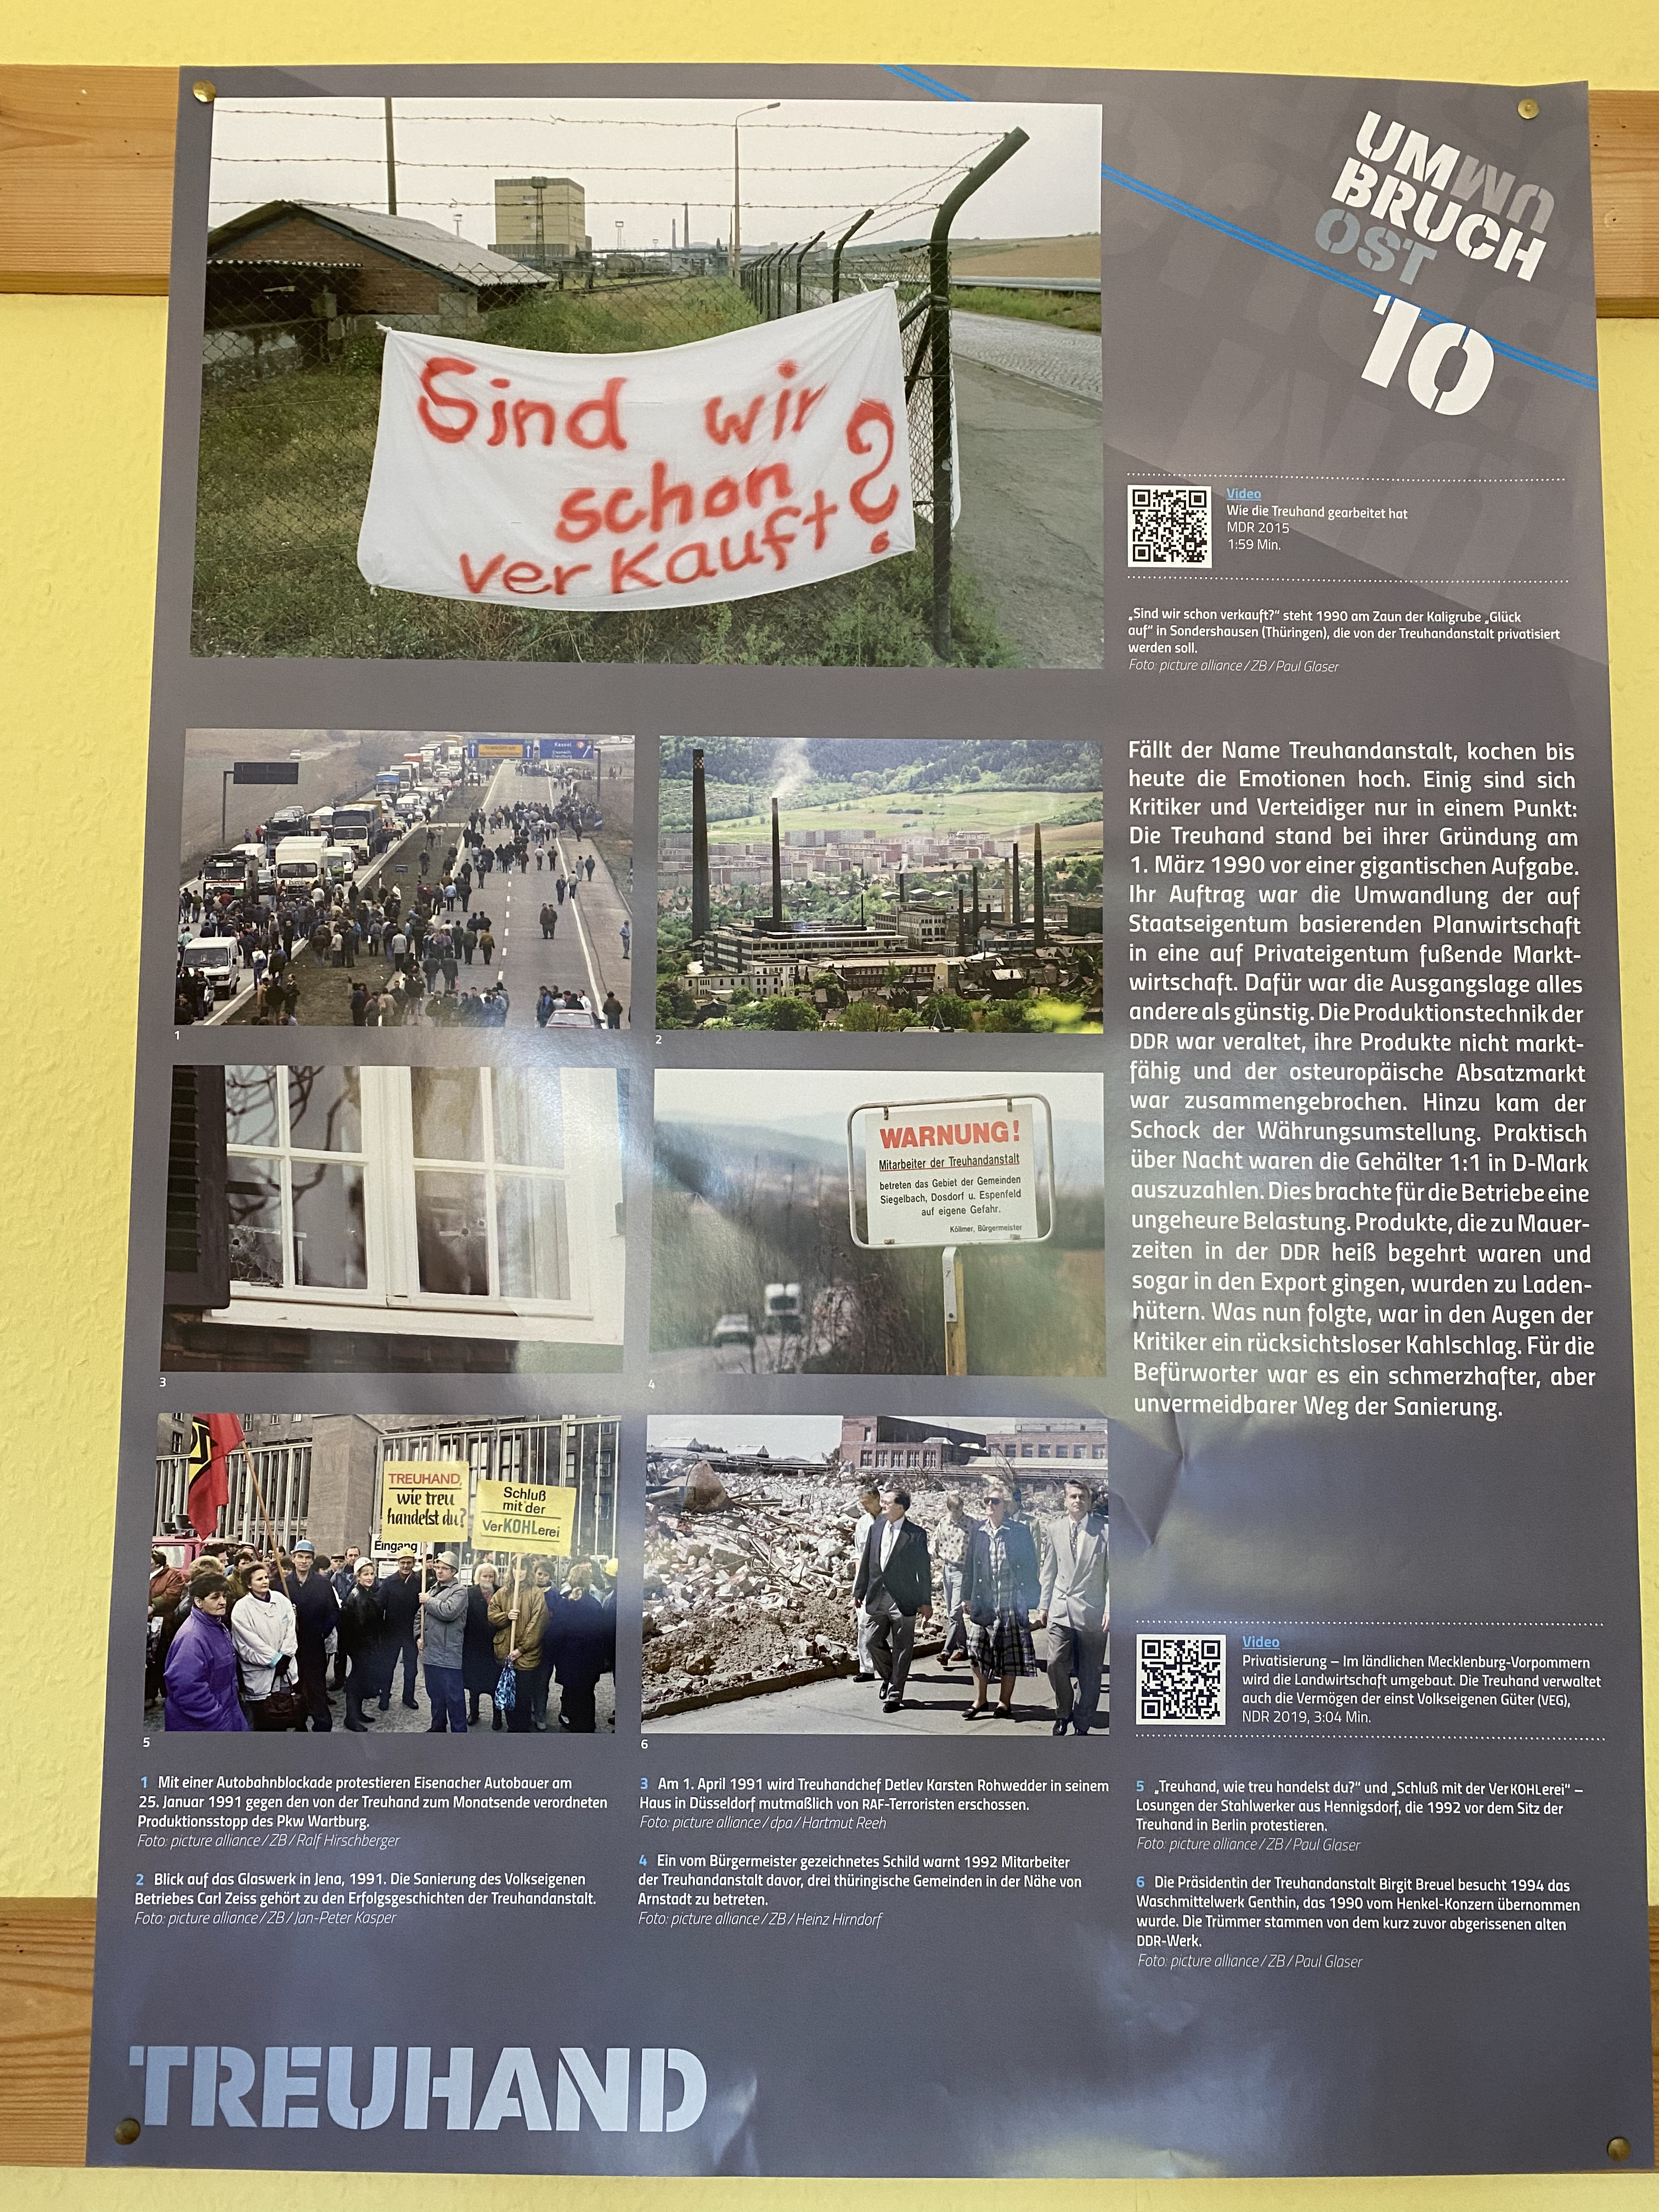 UMWU
BRUCH
OST
10
Sind wir
schon
verkauft?
Video
Wie die Treuhand gearbeitet hat
MDR 2015
1:59 Min.
„Sind wir schon verkauft?“ steht 1990 am Zaun der Kaligrube „Glück
auf“ in Sondershausen (Thüringen), die von der Treuhandanstalt privatisiert
werden soll.
Foto: picture alliance / ZB / Paul Glaser
Fällt der Name Treuhandanstalt, kochen bis
heute die Emotionen hoch. Einig sind sich
Kritiker und Verteidiger nur in einem Punkt:
Die Treuhand stand bei ihrer Gründung am
1. März 1990 vor einer gigantischen Aufgabe.
Ihr Auftrag war die Umwandlung der auf
Staatseigentum basierenden Planwirtschaft
in eine auf Privateigentum fußende Markt-
wirtschaft. Dafür war die Ausgangslage alles
andere als günstig. Die Produktionstechnik der
DDR war veraltet, ihre Produkte nicht markt-
fähig und der osteuropäische Absatzmarkt
war zusammengebrochen. Hinzu kam der
Schock der Währungsumstellung. Praktisch
über Nacht waren die Gehälter 1:1 in D-Mark
auszuzahlen. Dies brachte für die Betriebe eine
ungeheure Belastung. Produkte, die zu Mauer-
zeiten in der DDR heiß begehrt waren und
sogar in den Export gingen, wurden zu Laden-
hütern. Was nun folgte, war in den Augen der
Kritiker ein rücksichtsloser Kahlschlag. Für die
Befürworter war es ein schmerzhafter, aber
unvermeidbarer Weg der Sanierung.
Kassel
1
2
WARNUNG!
Mitarbeiter der Treuhandanstalt
betreten das Gebiet der Gemeinden
Siegelbach, Dosdorf u. Espenfeld
auf eigene Gefahr.
Köllmer, Bürgermeister
3
4
TREUHAND
wie treu
handelst du?
Schluß
mit der
VerKOHLerei
Eingang
5
6
Video
Privatisierung – Im ländlichen Mecklenburg-Vorpommern
wird die Landwirtschaft umgebaut. Die Treuhand verwaltet
auch die Vermögen der einst Volkseigenen Güter (VEG),
NDR 2019, 3:04 Min.
1 Mit einer Autobahnblockade protestieren Eisenacher Autobauer am
25. Januar 1991 gegen den von der Treuhand zum Monatsende verordneten
Produktionsstopp des Pkw Wartburg.
Foto: picture alliance / ZB / Ralf Hirschberger
2 Blick auf das Glaswerk in Jena, 1991. Die Sanierung des Volkseigenen
Betriebes Carl Zeiss gehört zu den Erfolgsgeschichten der Treuhandanstalt.
Foto: picture alliance / ZB / Jan-Peter Kasper
3 Am 1. April 1991 wird Treuhandchef Detlev Karsten Rohwedder in seinem
Haus in Düsseldorf mutmaßlich von RAF-Terroristen erschossen.
Foto: picture alliance / dpa / Hartmut Reeh
4 Ein vom Bürgermeister gezeichnetes Schild warnt 1992 Mitarbeiter
der Treuhandanstalt davor, drei thüringische Gemeinden in der Nähe von
Arnstadt zu betreten.
Foto: picture alliance / ZB / Heinz Hirndorf
5 „Treuhand, wie treu handelst du?“ und „Schluß mit der VerKOHLerei“ –
Losungen der Stahlwerker aus Hennigsdorf, die 1992 vor dem Sitz der
Treuhand in Berlin protestieren.
Foto: picture alliance / ZB / Paul Glaser
6 Die Präsidentin der Treuhandanstalt Birgit Breuel besucht 1994 das
Waschmittelwerk Genthin, das 1990 vom Henkel-Konzern übernommen
wurde. Die Trümmer stammen von dem kurz zuvor abgerissenen alten
DDR-Werk.
Foto: picture alliance / ZB / Paul Glaser
TREUHAND